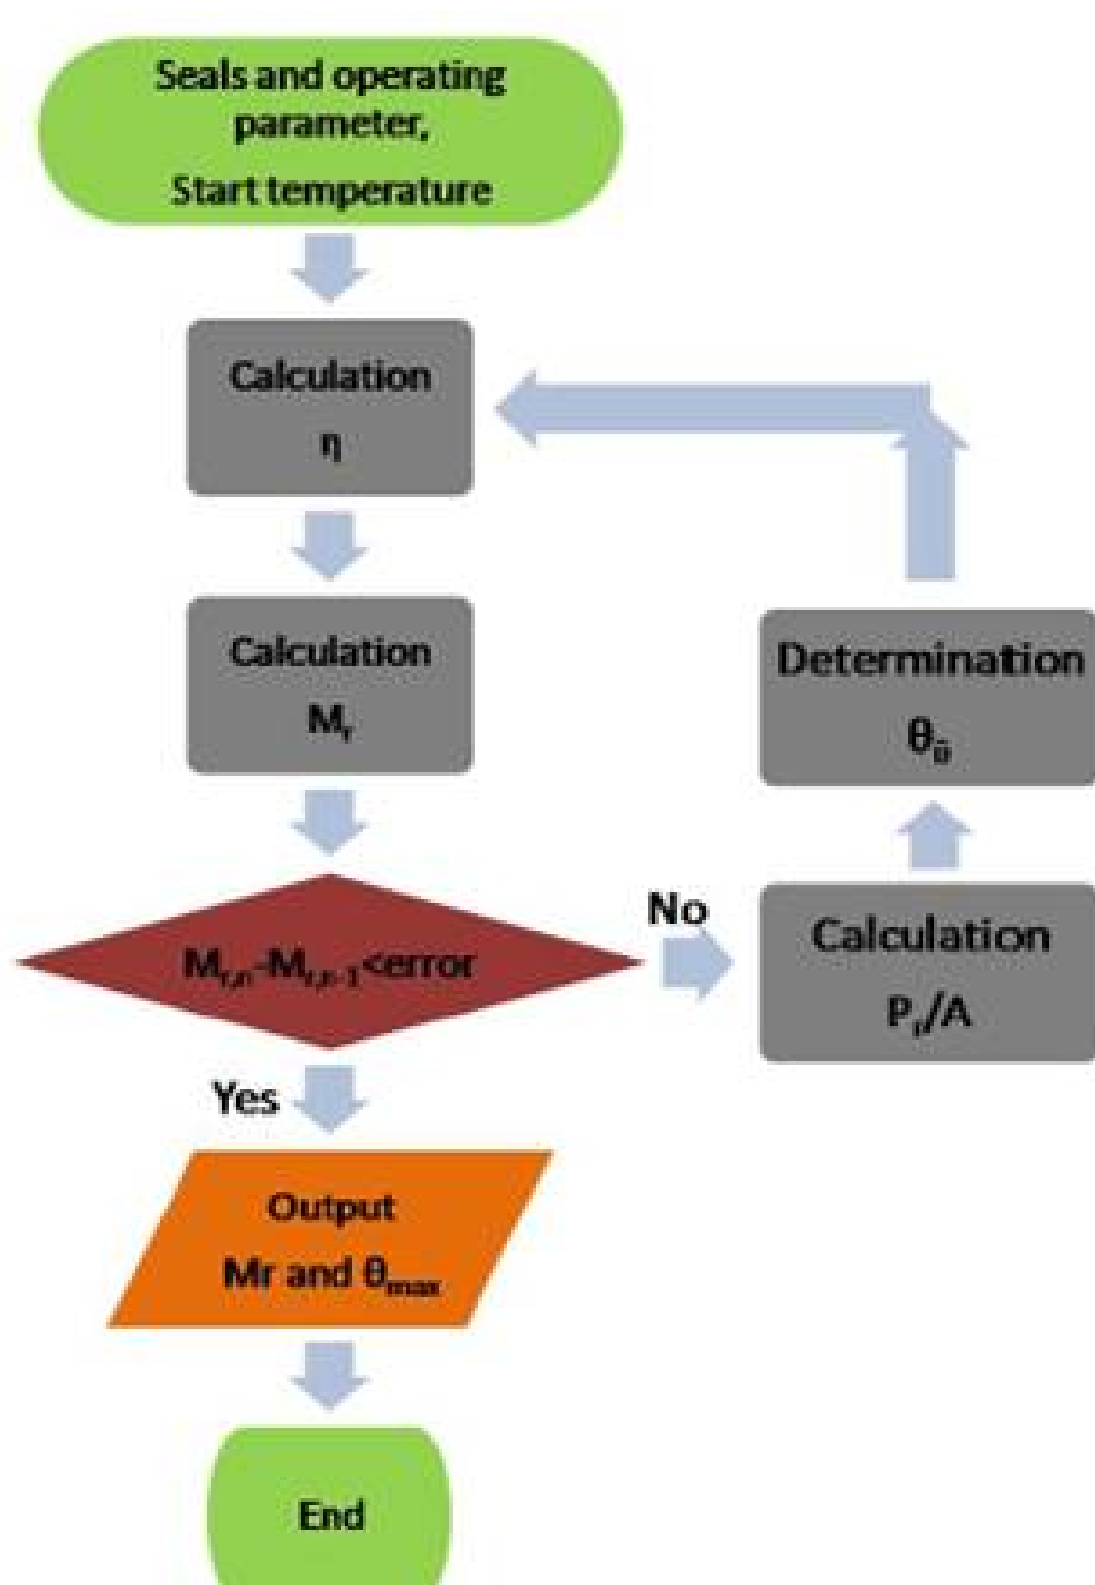 Seals and operating
parameter,
Start temperature
Calculation
η
Calculation
Mᵣ
Determination
θü
Mr,n-Mr,n-1<error
No
Calculation
Pᵣ/A
Yes
Output
Mr and θmax
End